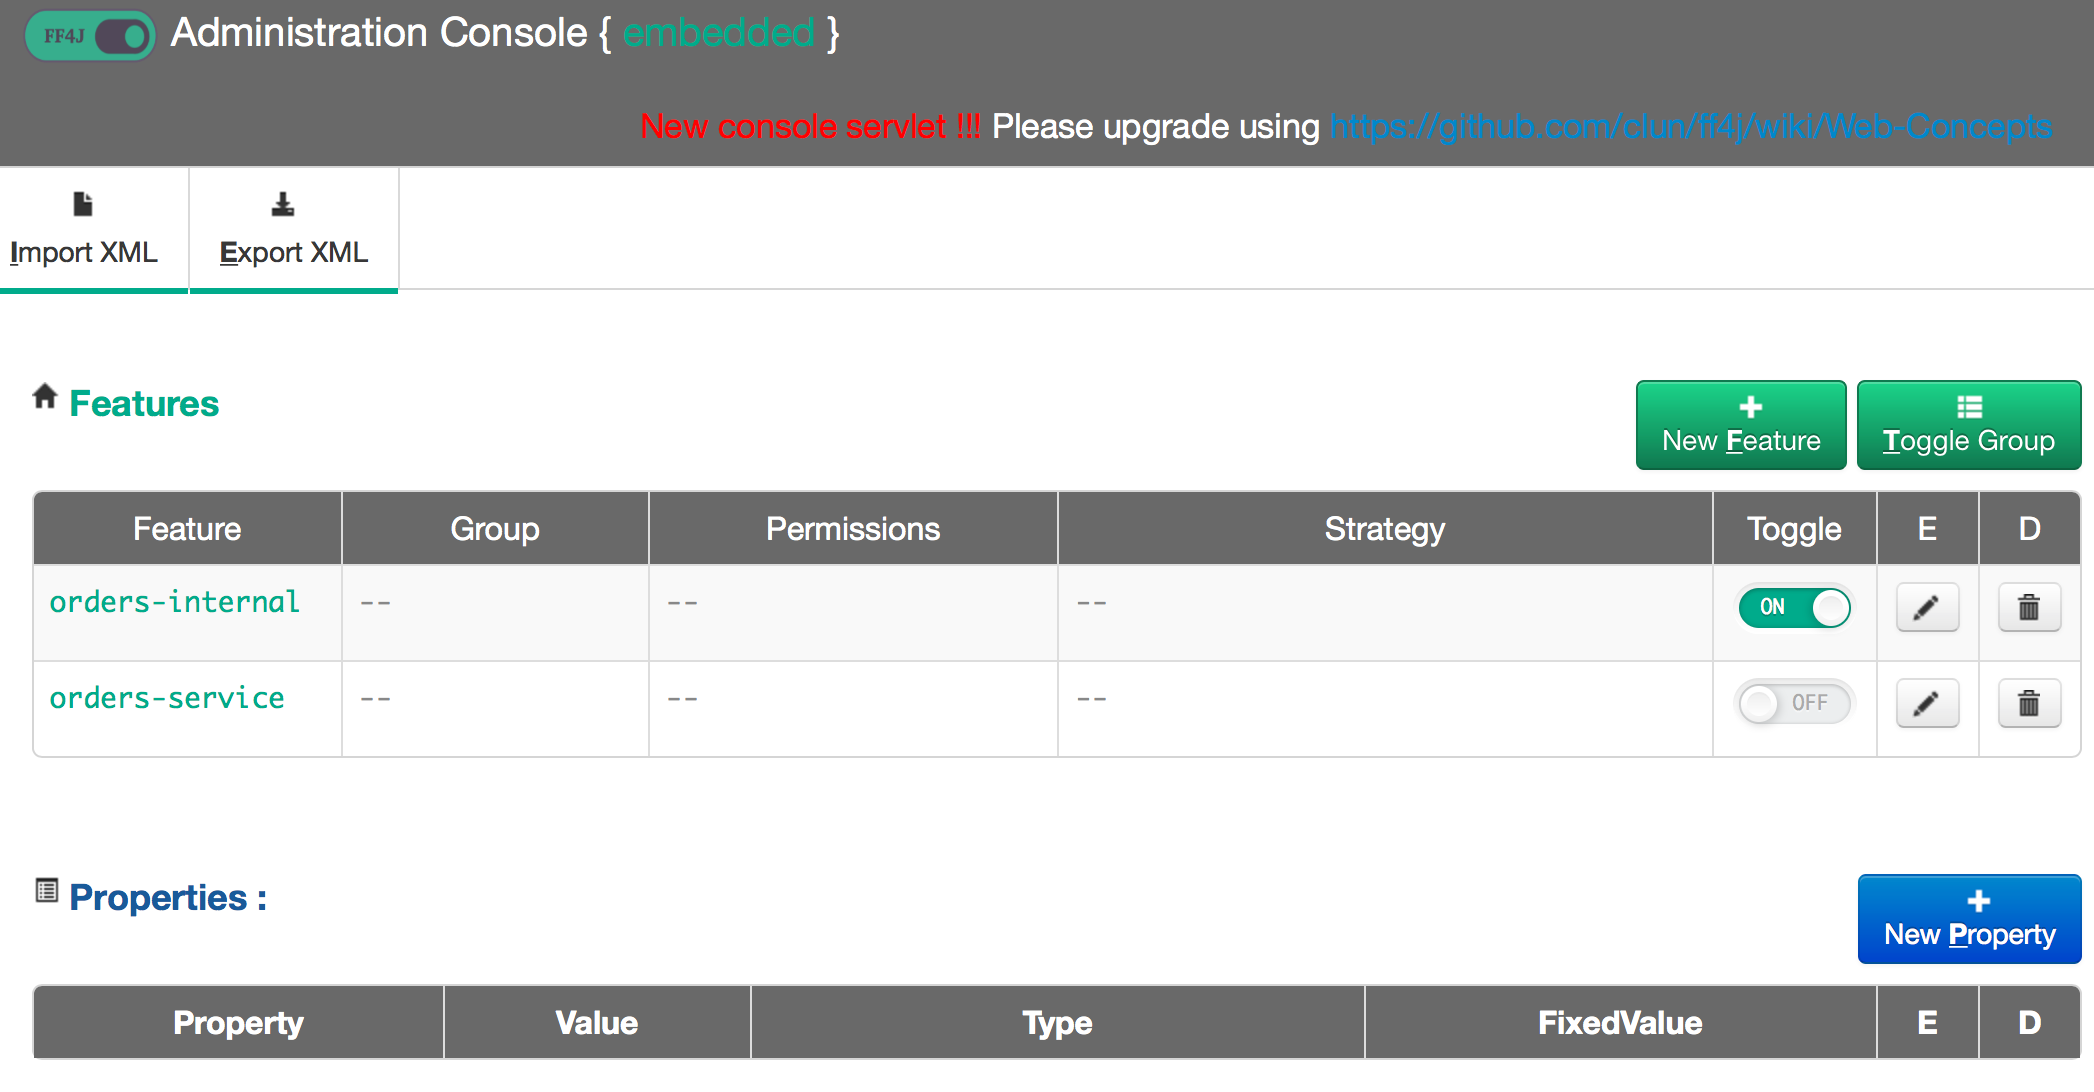 FF4J Administration Console { embedded }
New console servlet !!! Please upgrade using https://github.com/clun/ff4j/wiki/Web-Concepts
Import XML Export XML
Features
New Feature Toggle Group
Feature Group Permissions Strategy Toggle E D
orders-internal -- -- -- ON
orders-service -- -- -- OFF
Properties :
New Property
Property Value Type FixedValue E D